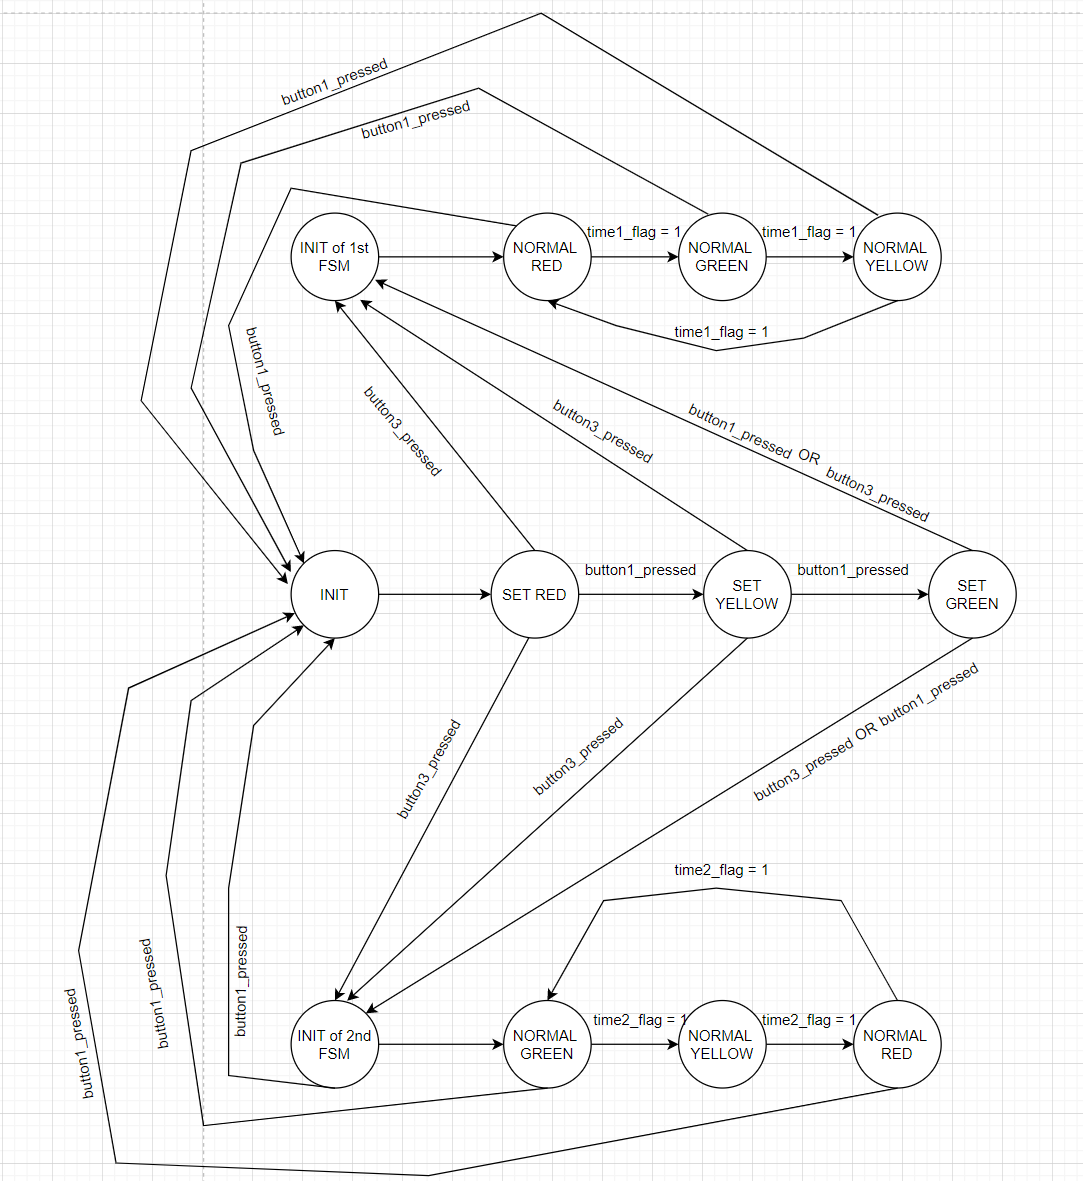 button1_pressed
button1_pressed
INIT of 1st
FSM
NORMAL
RED
time1_flag = 1
NORMAL
GREEN
time1_flag = 1
NORMAL
YELLOW
time1_flag = 1
button1_pressed
button3_pressed
button3_pressed
button1_pressed OR
button3_pressed
INIT
SET RED
button1_pressed
SET
YELLOW
button1_pressed
SET
GREEN
button3_pressed
button3_pressed
button3_pressed OR button1_pressed
time2_flag = 1
button1_pressed
button1_pressed
button1_pressed
INIT of 2nd
FSM
NORMAL
GREEN
time2_flag = 1
NORMAL
YELLOW
time2_flag = 1
NORMAL
RED